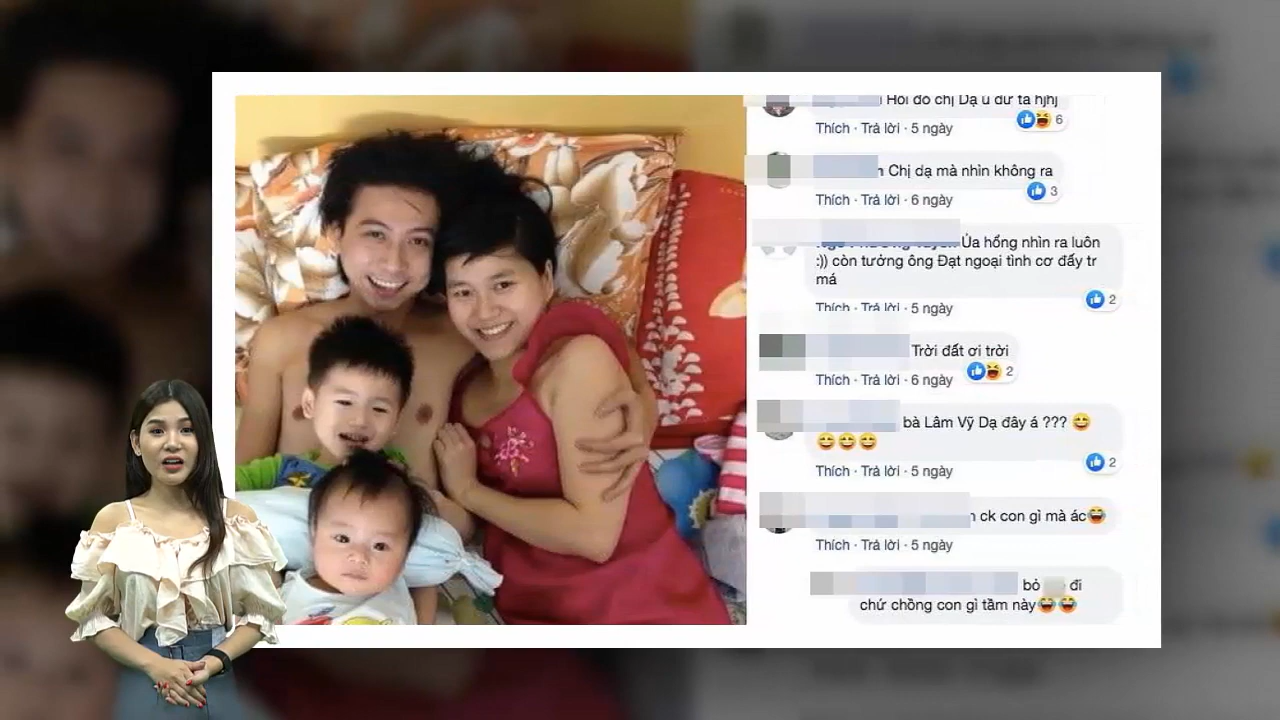 Hồi đó chị Dạ ú dữ ta hjhj
6
Thích · Trả lời · 5 ngày
Chị dạ mà nhìn không ra
3
Thích · Trả lời · 6 ngày
Ủa hổng nhìn ra luôn
:)) còn tưởng ông Đạt ngoại tình cơ đấy tr
má
2
Thích · Trả lời · 5 ngày
Trời đất ơi trời
2
Thích · Trả lời · 6 ngày
bà Lâm Vỹ Dạ đây á ??? 😄
😄😄😄
2
Thích · Trả lời · 5 ngày
ck con gì mà ác😂
Thích · Trả lời · 5 ngày
bỏ đi
chứ chồng con gì tầm này😂😂